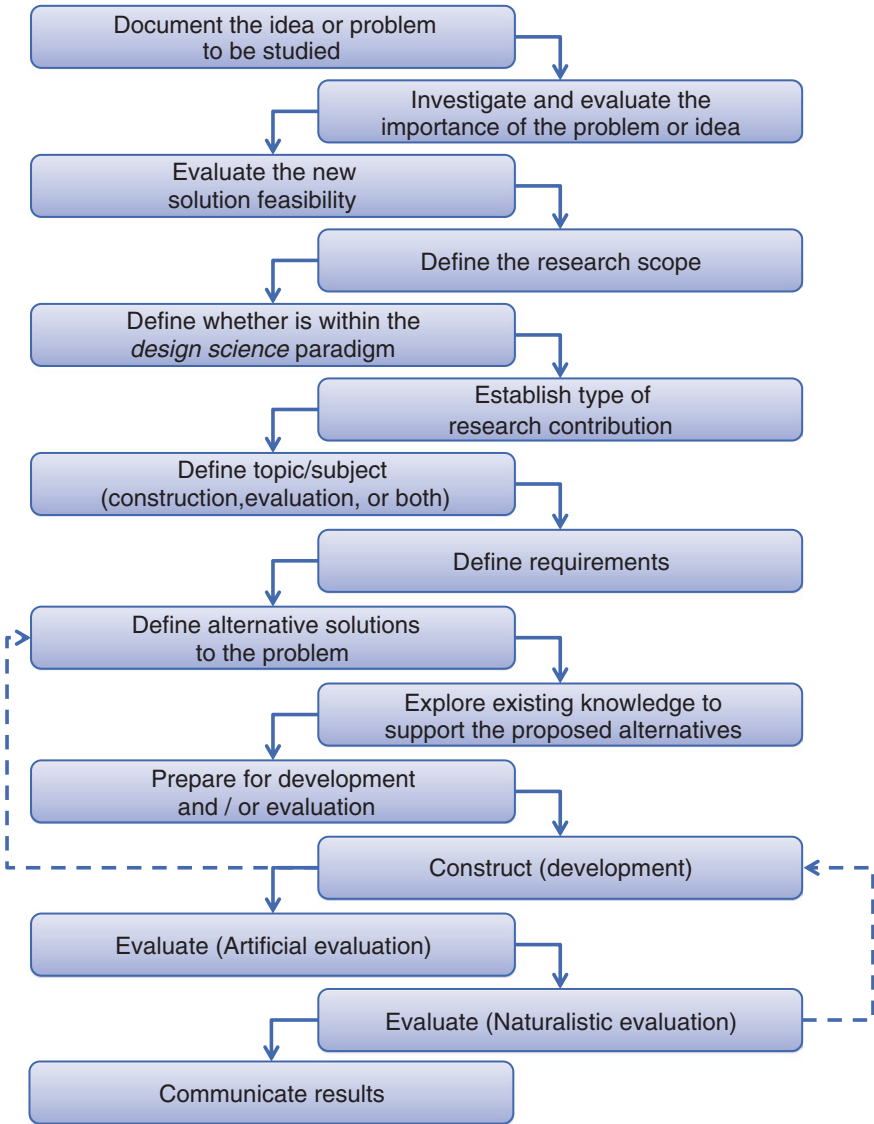 Document the idea or problem
to be studied
Investigate and evaluate the
importance of the problem or idea
Evaluate the new
solution feasibility
Define the research scope
Define whether is within the
design science paradigm
Establish type of
research contribution
Define topic/subject
(construction,evaluation, or both)
Define requirements
Define alternative solutions
to the problem
Explore existing knowledge to
support the proposed alternatives
Prepare for development
and / or evaluation
Construct (development)
Evaluate (Artificial evaluation)
Evaluate (Naturalistic evaluation)
Communicate results